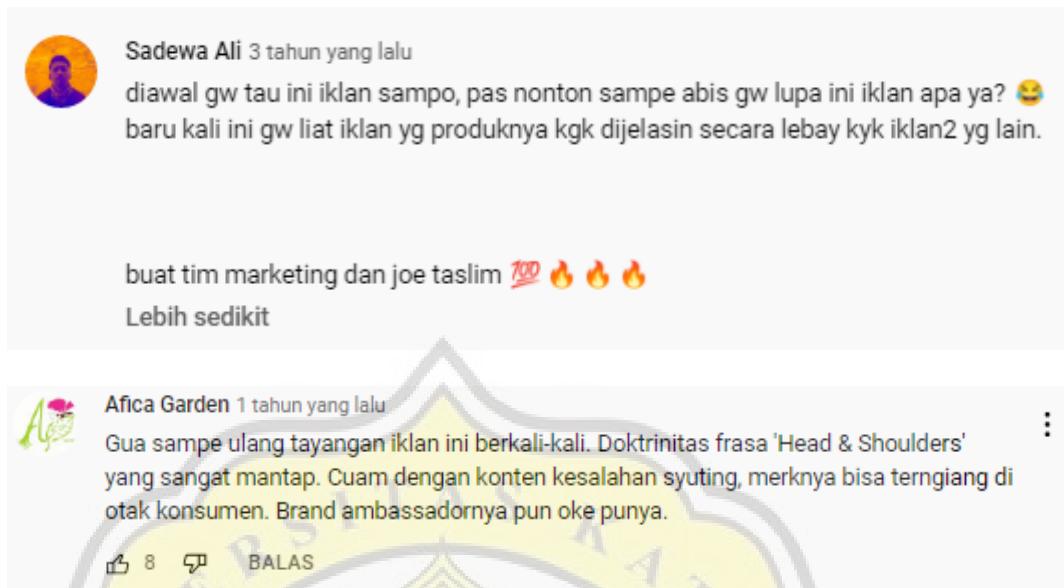 Sadewa Ali 3 tahun yang lalu
diawal gw tau ini iklan sampo, pas nonton sampe abis gw lupa ini iklan apa ya? 😂
baru kali ini gw liat iklan yg produknya kgk dijelasin secara lebay kyk iklan2 yg lain.
buat tim marketing dan joe taslim 💯 🔥 🔥 🔥
Lebih sedikit
Afica Garden 1 tahun yang lalu
Gua sampe ulang tayangan iklan ini berkali-kali. Doktrinitas frasa 'Head & Shoulders'
yang sangat mantap. Cuam dengan konten kesalahan syuting, merknya bisa terngiang di
otak konsumen. Brand ambassadornya pun oke punya.
8 BALAS